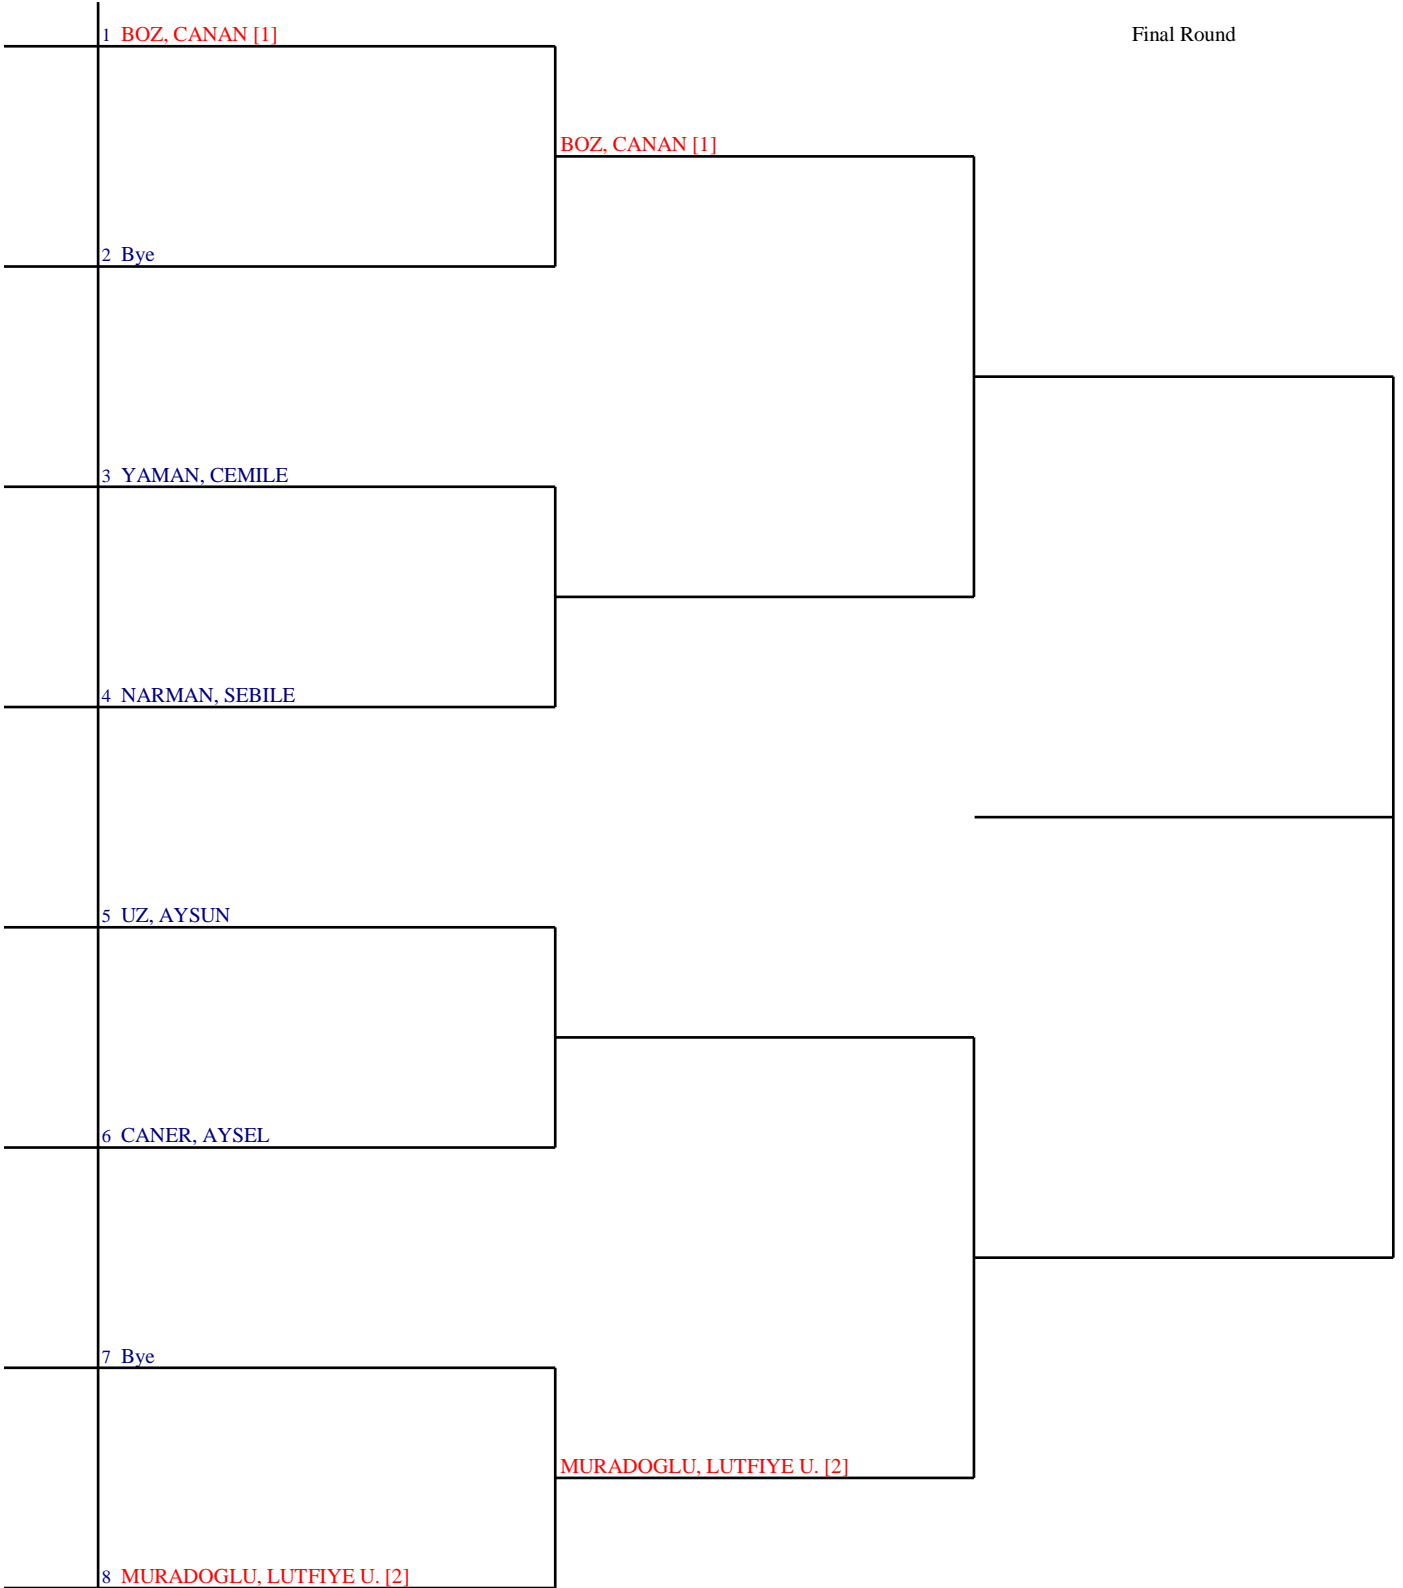 1 BOZ, CANAN [1]
Final Round
BOZ, CANAN [1]
2 Bye
3 YAMAN, CEMILE
4 NARMAN, SEBILE
5 UZ, AYSUN
6 CANER, AYSEL
7 Bye
MURADOGLU, LUTFIYE U. [2]
8 MURADOGLU, LUTFIYE U. [2]